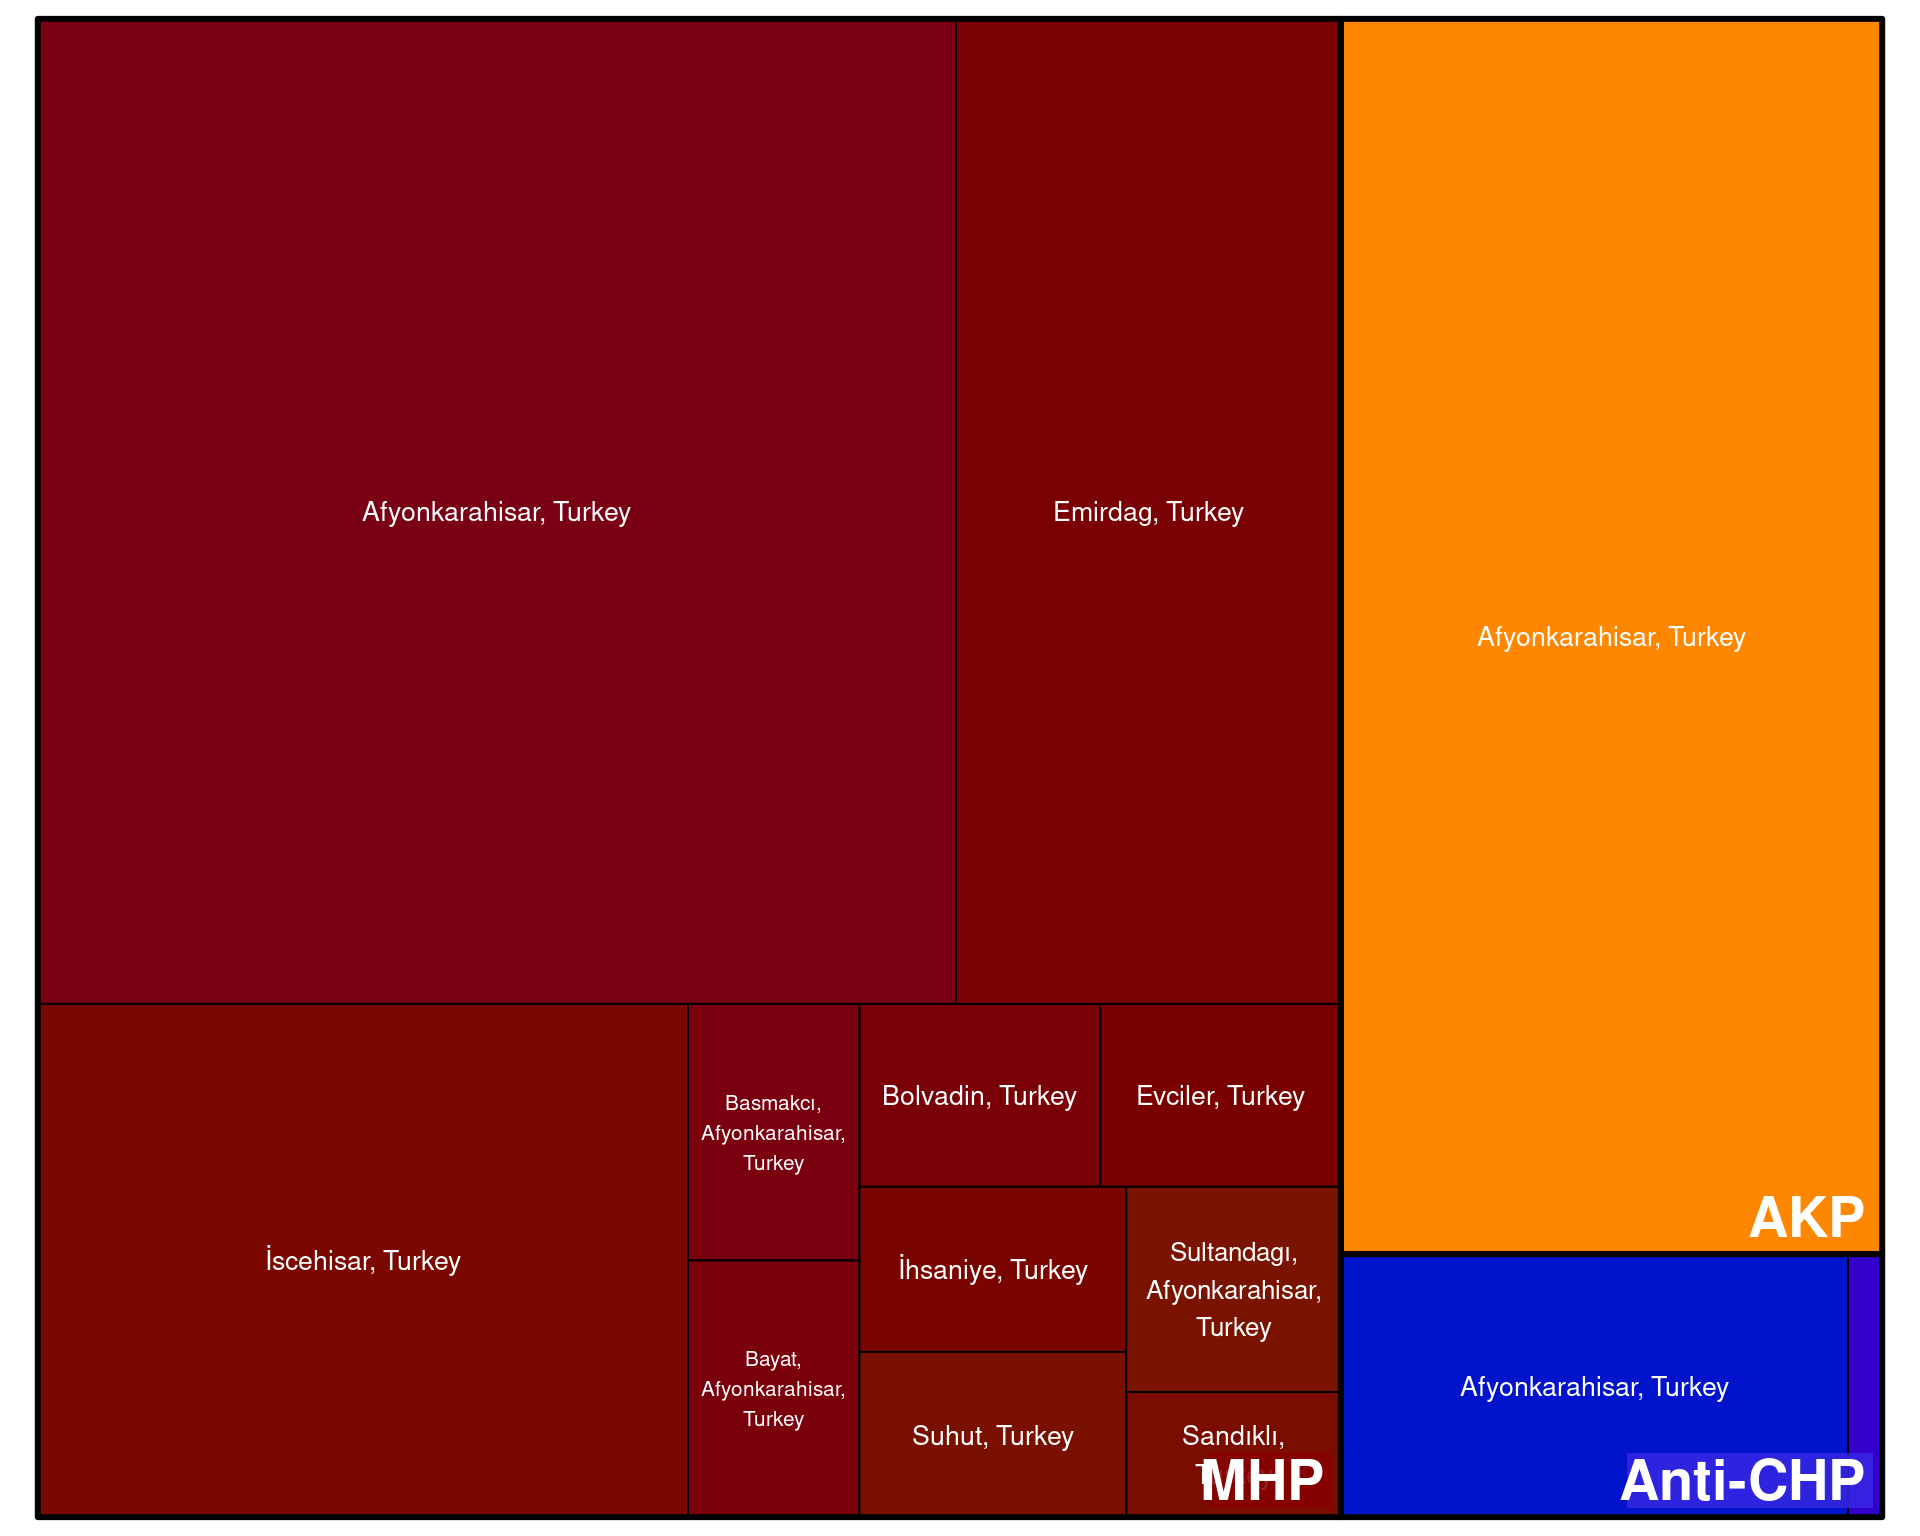 Afyonkarahisar, Turkey
Emirdag, Turkey
Afyonkarahisar, Turkey
AKP
İscehisar, Turkey
Basmakcı,
Afyonkarahisar,
Turkey
Bayat,
Afyonkarahisar,
Turkey
Bolvadin, Turkey
Evciler, Turkey
İhsaniye, Turkey
Sultandagı,
Afyonkarahisar,
Turkey
Suhut, Turkey
Sandıklı,
MHP
Afyonkarahisar, Turkey
Anti-CHP